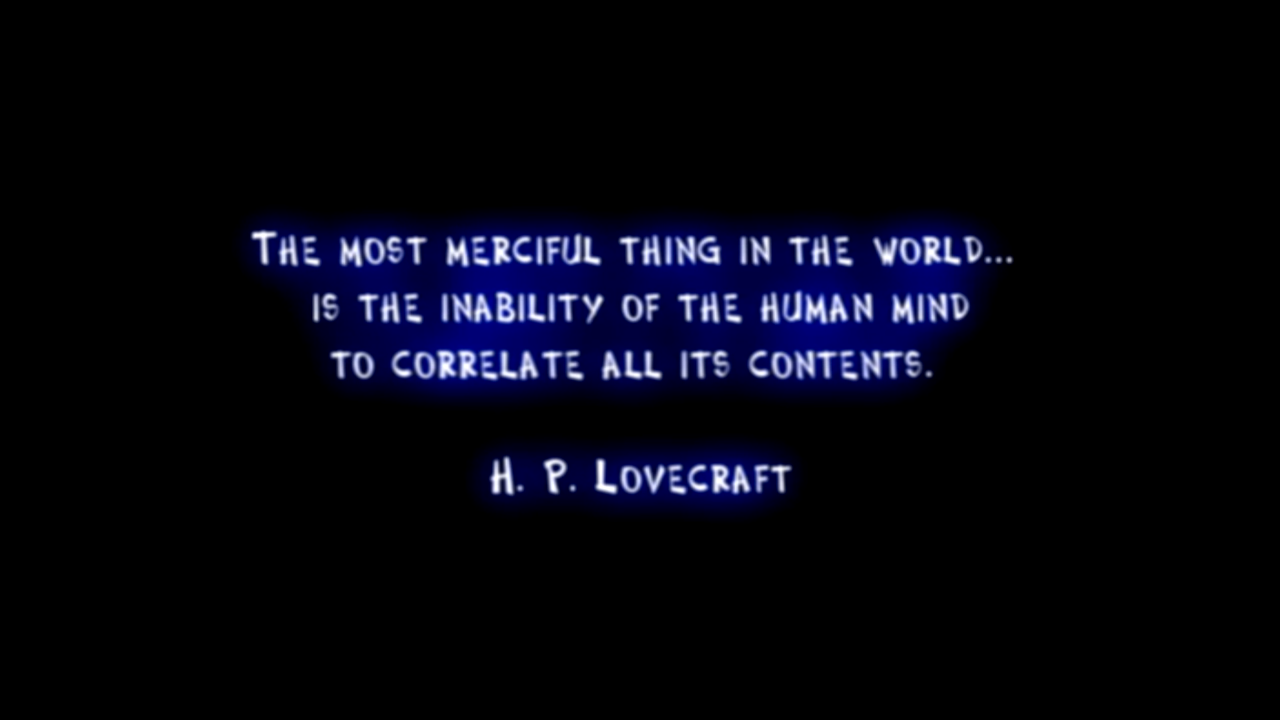 The most merciful thing in the world...
is the inability of the human mind
to correlate all its contents.
H. P. Lovecraft